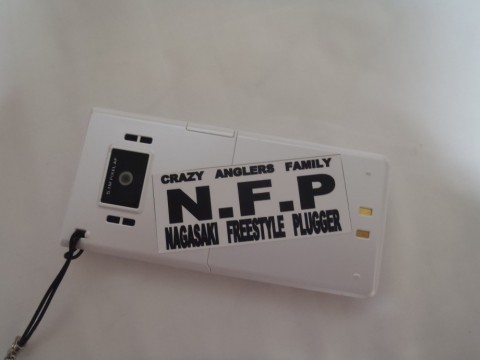 CRAZY ANGLERS FAMILY
N.F.P
NAGASAKI FREESTYLE PLUGGER